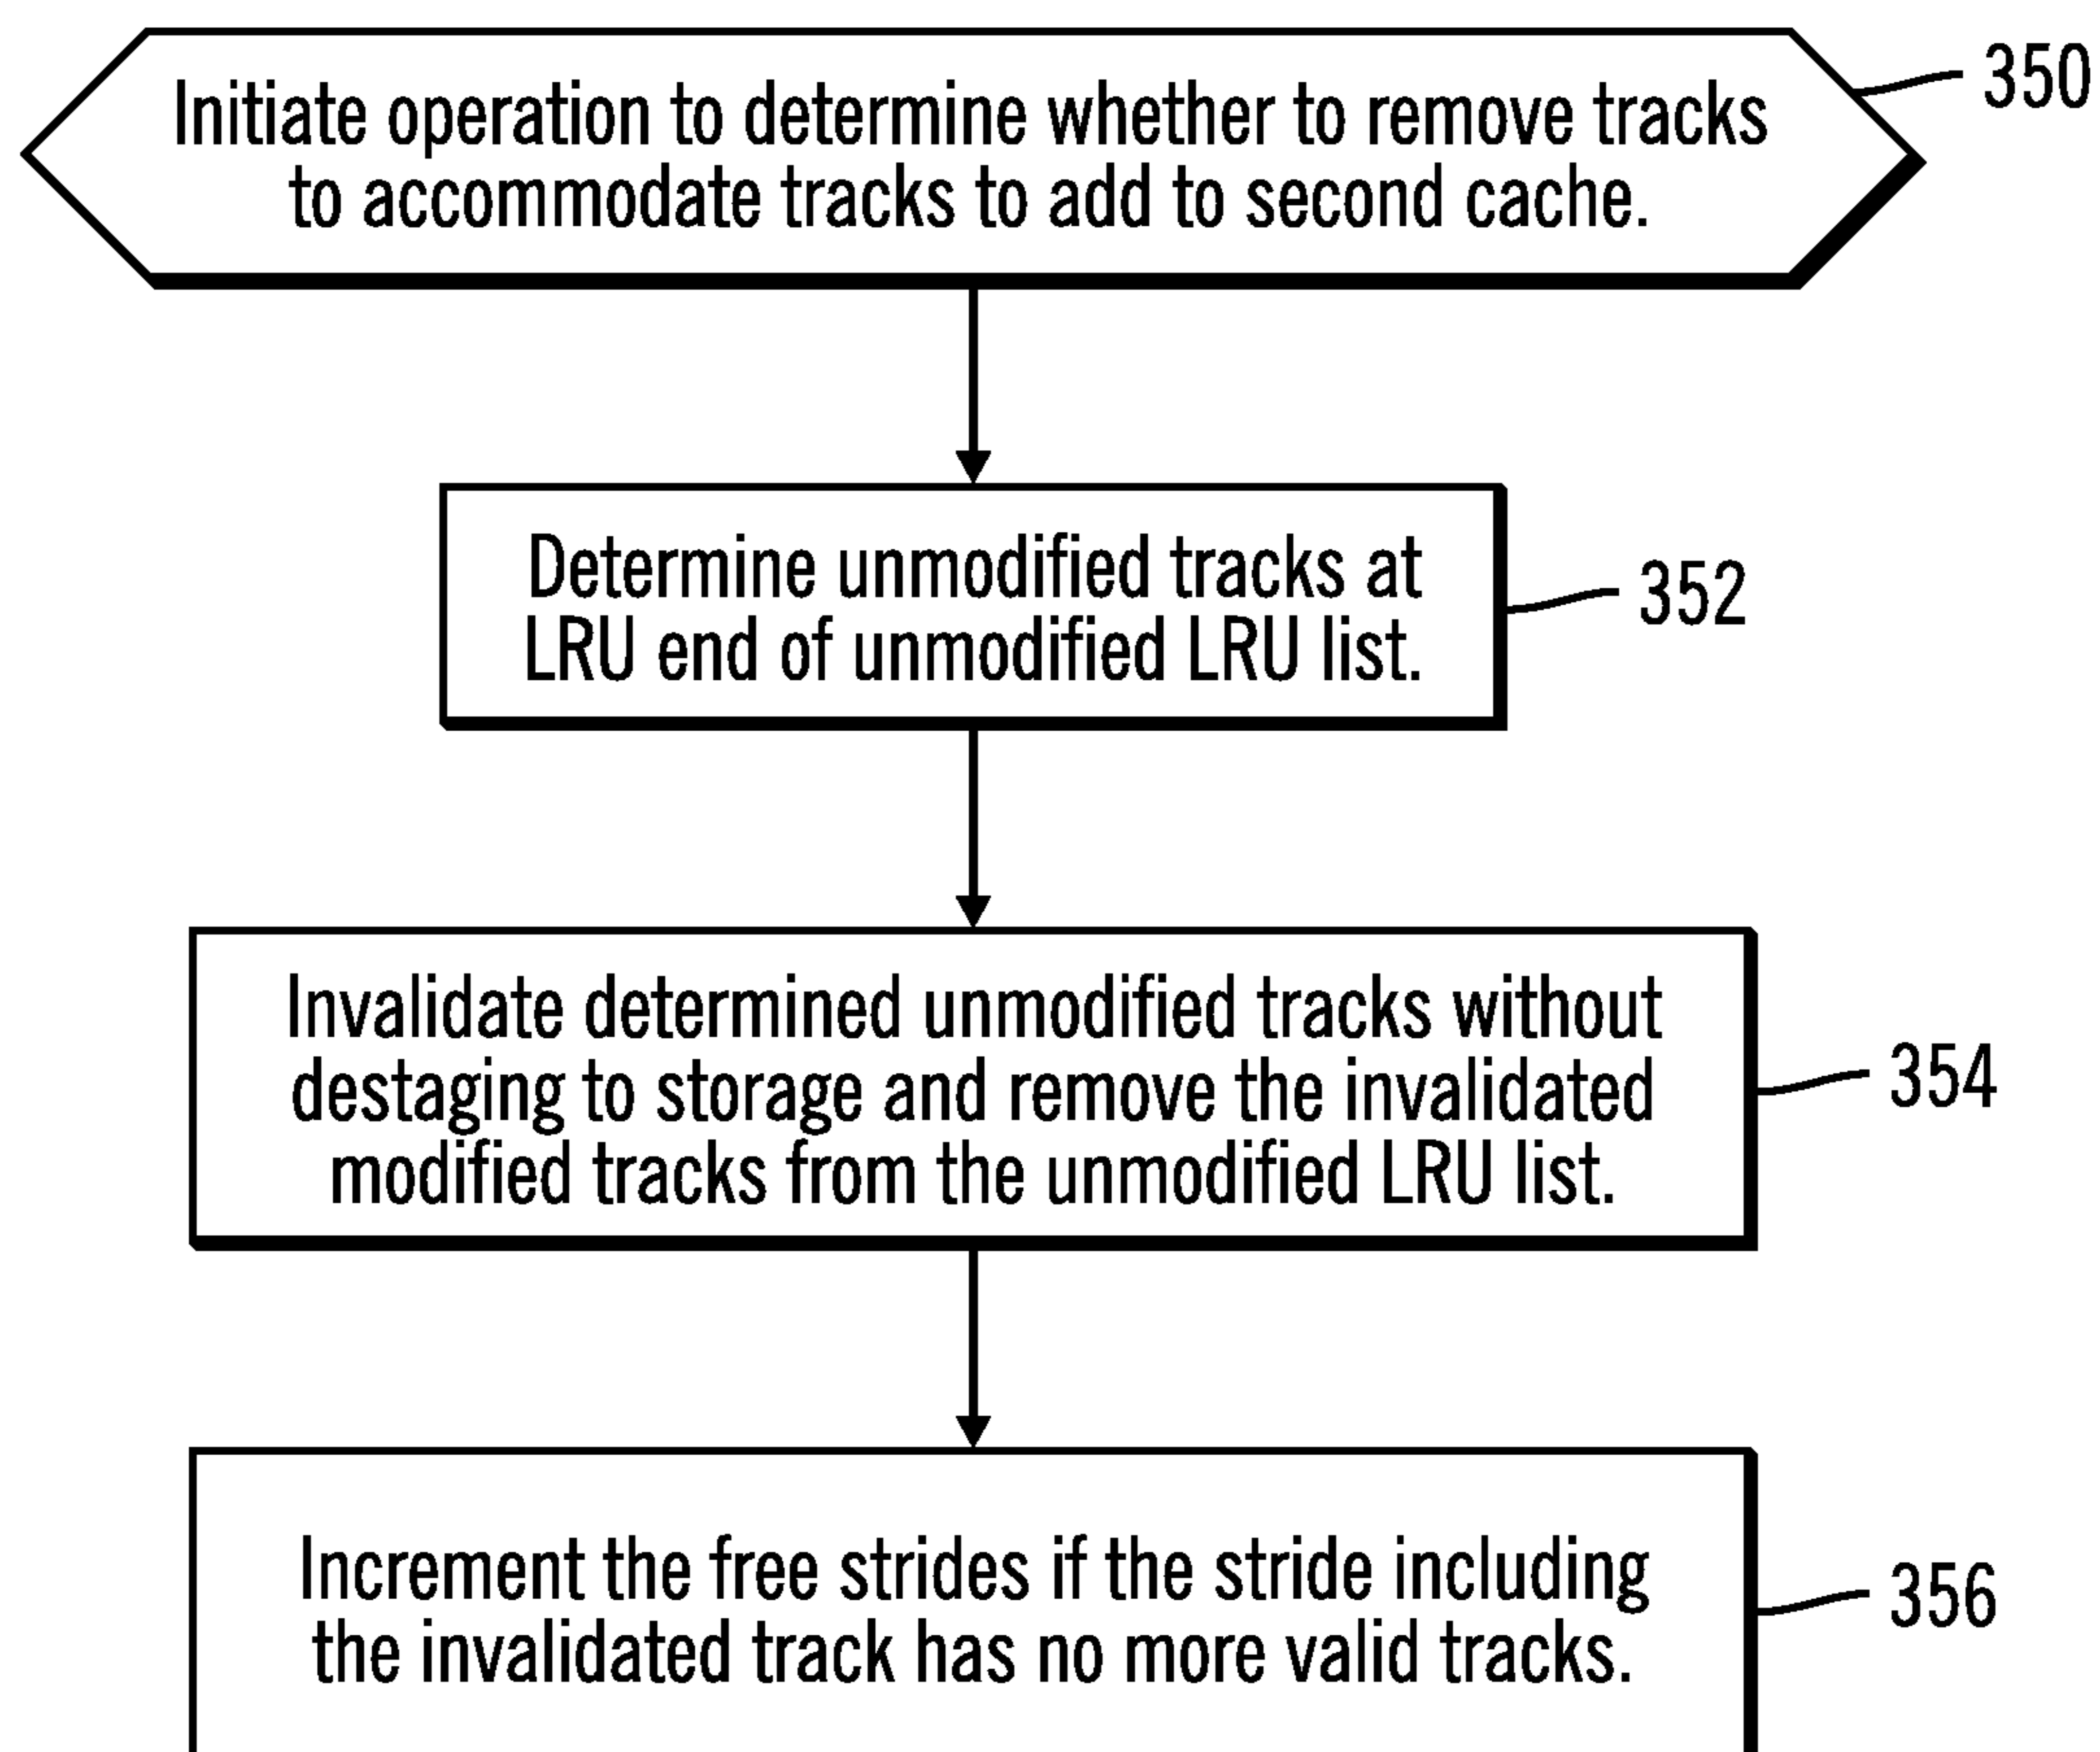 Initiate operation to determine whether to remove tracks
to accommodate tracks to add to second cache.
350
Determine unmodified tracks at
LRU end of unmodified LRU list.
352
Invalidate determined unmodified tracks without
destaging to storage and remove the invalidated
modified tracks from the unmodified LRU list.
354
Increment the free strides if the stride including
the invalidated track has no more valid tracks.
356